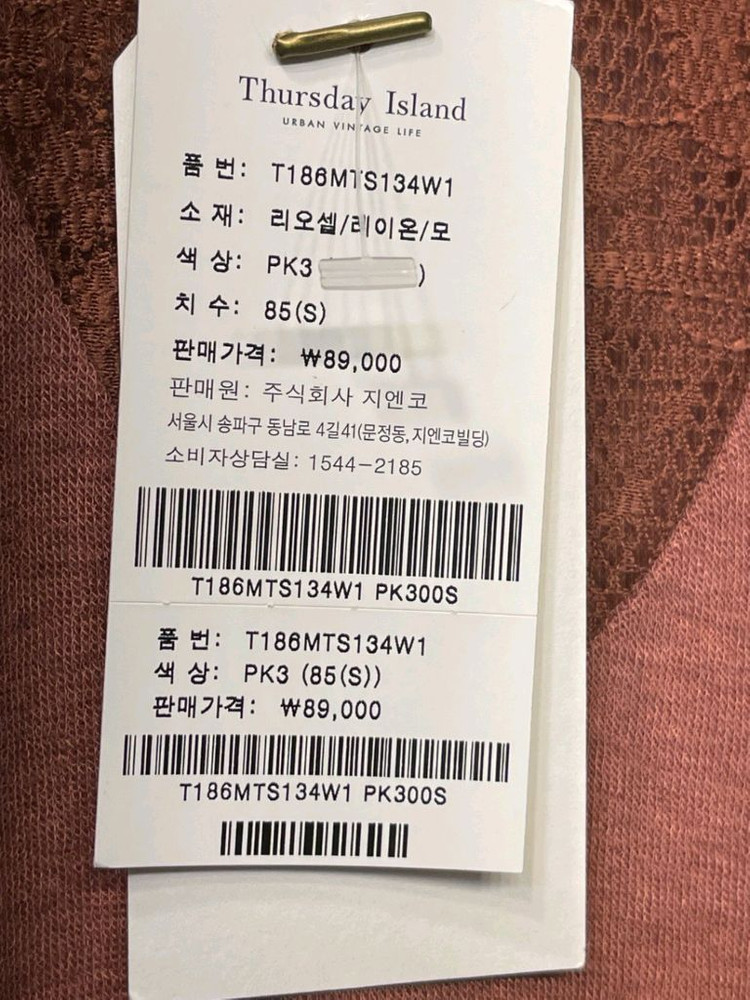 Thursday Island
URBAN VINTAGE LIFE
품 번: T186MTS134W1
소 재: 리오셀/레이온/모
색 상: PK3 )
치 수: 85(S)
판매가격: ₩89,000
판매원: 주식회사 지엔코
서울시 송파구 동남로 4길41(문정동, 지엔코빌딩)
소비자상담실: 1544-2185
T186MTS134W1 PK300S
품 번: T186MTS134W1
색 상: PK3 (85(S))
판매가격: ₩89,000
T186MTS134W1 PK300S